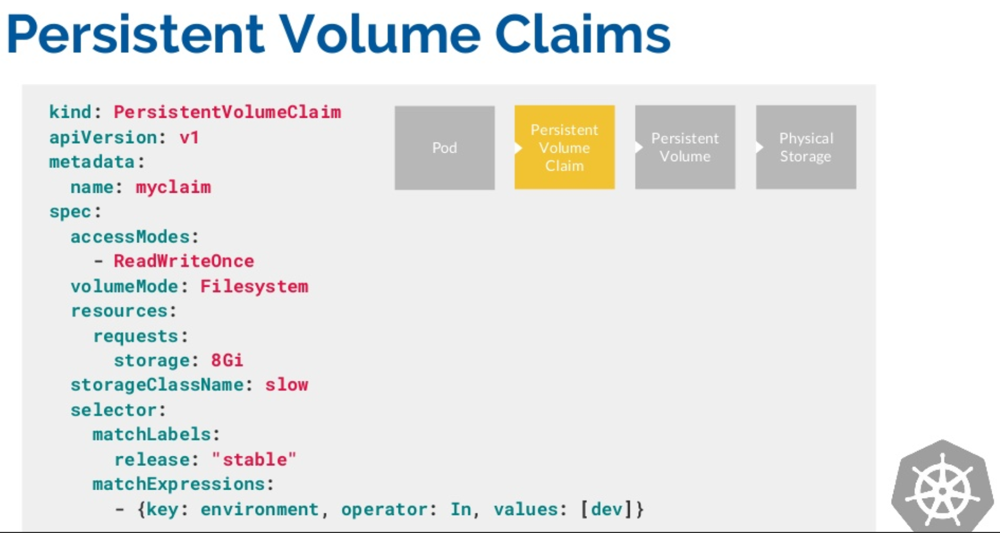 Persistent Volume Claims
kind: PersistentVolumeClaim
apiVersion: v1
metadata:
  name: myclaim
spec:
  accessModes:
    - ReadWriteOnce
  volumeMode: Filesystem
  resources:
    requests:
      storage: 8Gi
  storageClassName: slow
  selector:
    matchLabels:
      release: "stable"
    matchExpressions:
      - {key: environment, operator: In, values: [dev]}
Pod
Persistent
Volume
Claim
Persistent
Volume
Physical
Storage